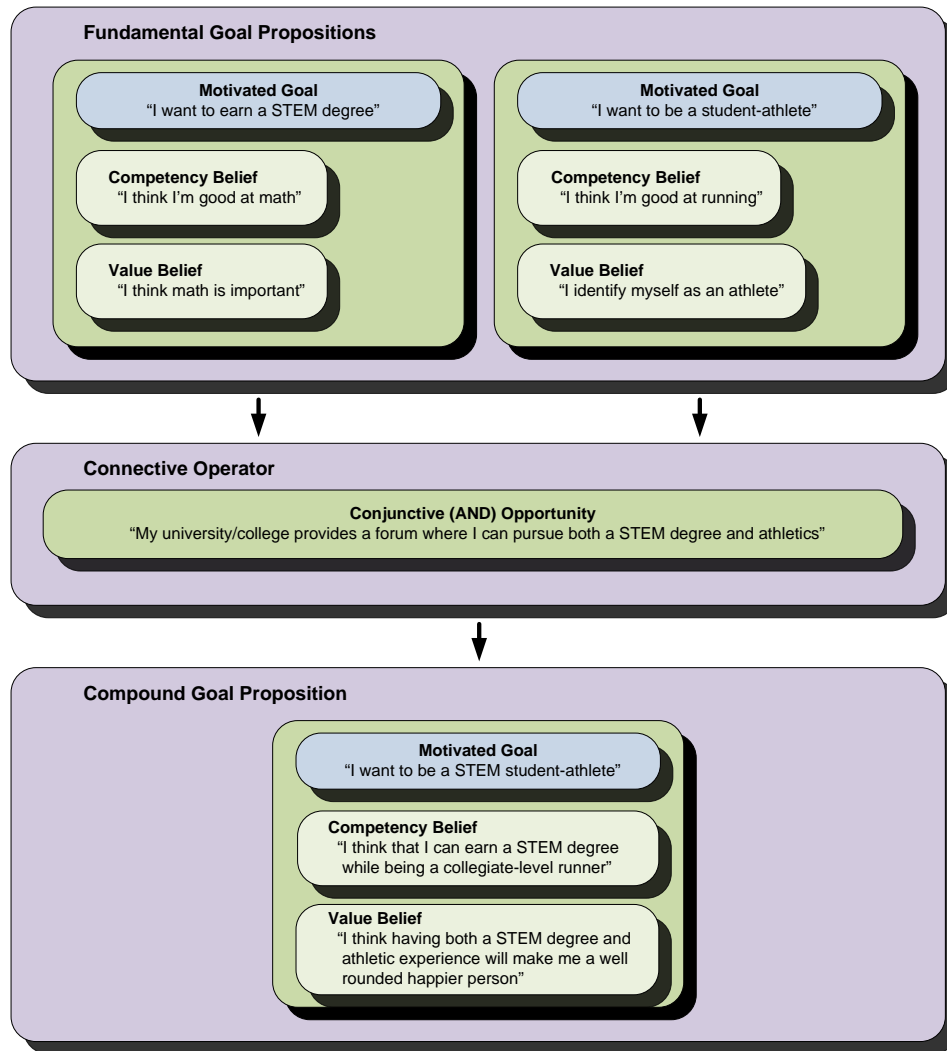 Fundamental Goal Propositions
Motivated Goal
“I want to earn a STEM degree”
Competency Belief
“I think I’m good at math”
Value Belief
“I think math is important”
Motivated Goal
“I want to be a student-athlete”
Competency Belief
“I think I’m good at running”
Value Belief
“I identify myself as an athlete”
Connective Operator
Conjunctive (AND) Opportunity
“My university/college provides a forum where I can pursue both a STEM degree and athletics”
Compound Goal Proposition
Motivated Goal
“I want to be a STEM student-athlete”
Competency Belief
“I think that I can earn a STEM degree
while being a collegiate-level runner”
Value Belief
“I think having both a STEM degree and
athletic experience will make me a well
rounded happier person”